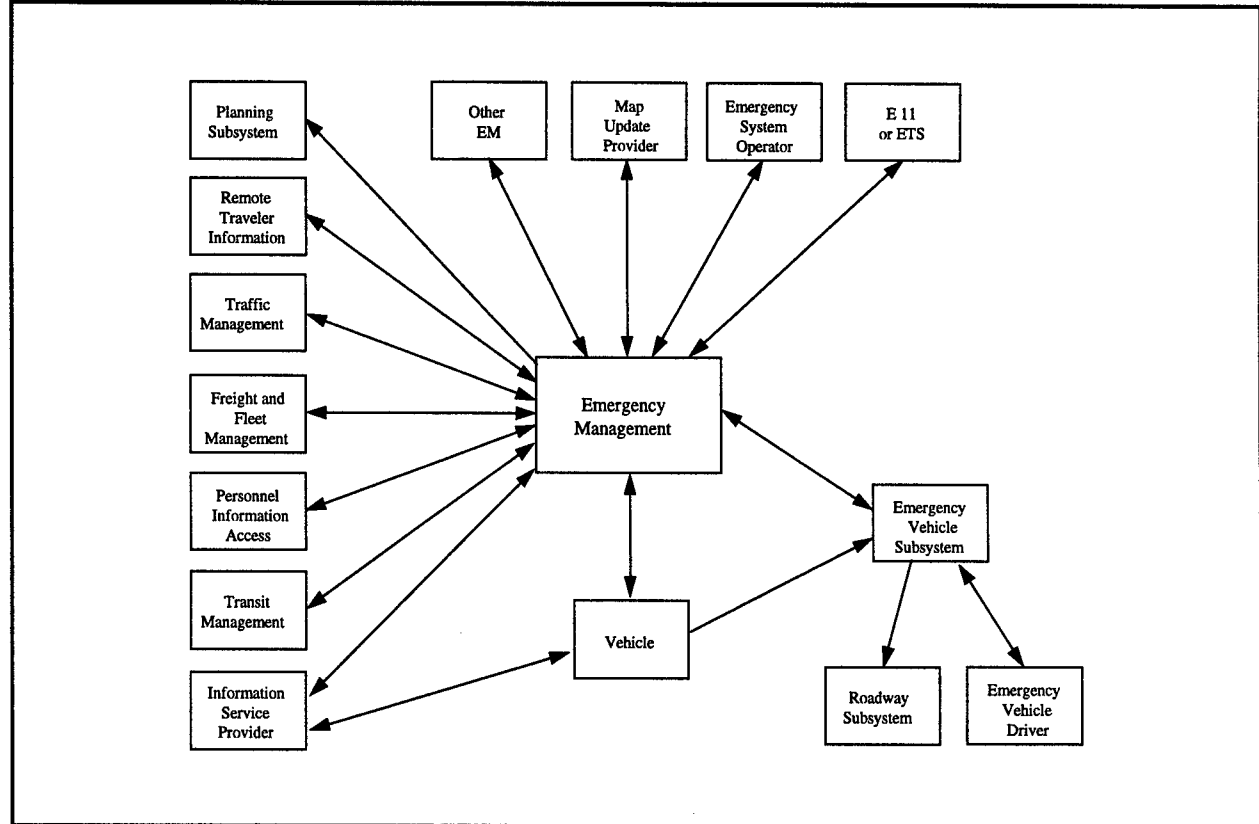 Planning
Subsystem
Other
EM
Map
Update
Provider
Emergency
System
Operator
E 11
or ETS
Remote
Traveler
Information
Traffic
Management
Freight and
Fleet
Management
Personnel
Information
Access
Transit
Management
Information
Service
Provider
Emergency
Management
Vehicle
Emergency
Vehicle
Subsystem
Roadway
Subsystem
Emergency
Vehicle
Driver